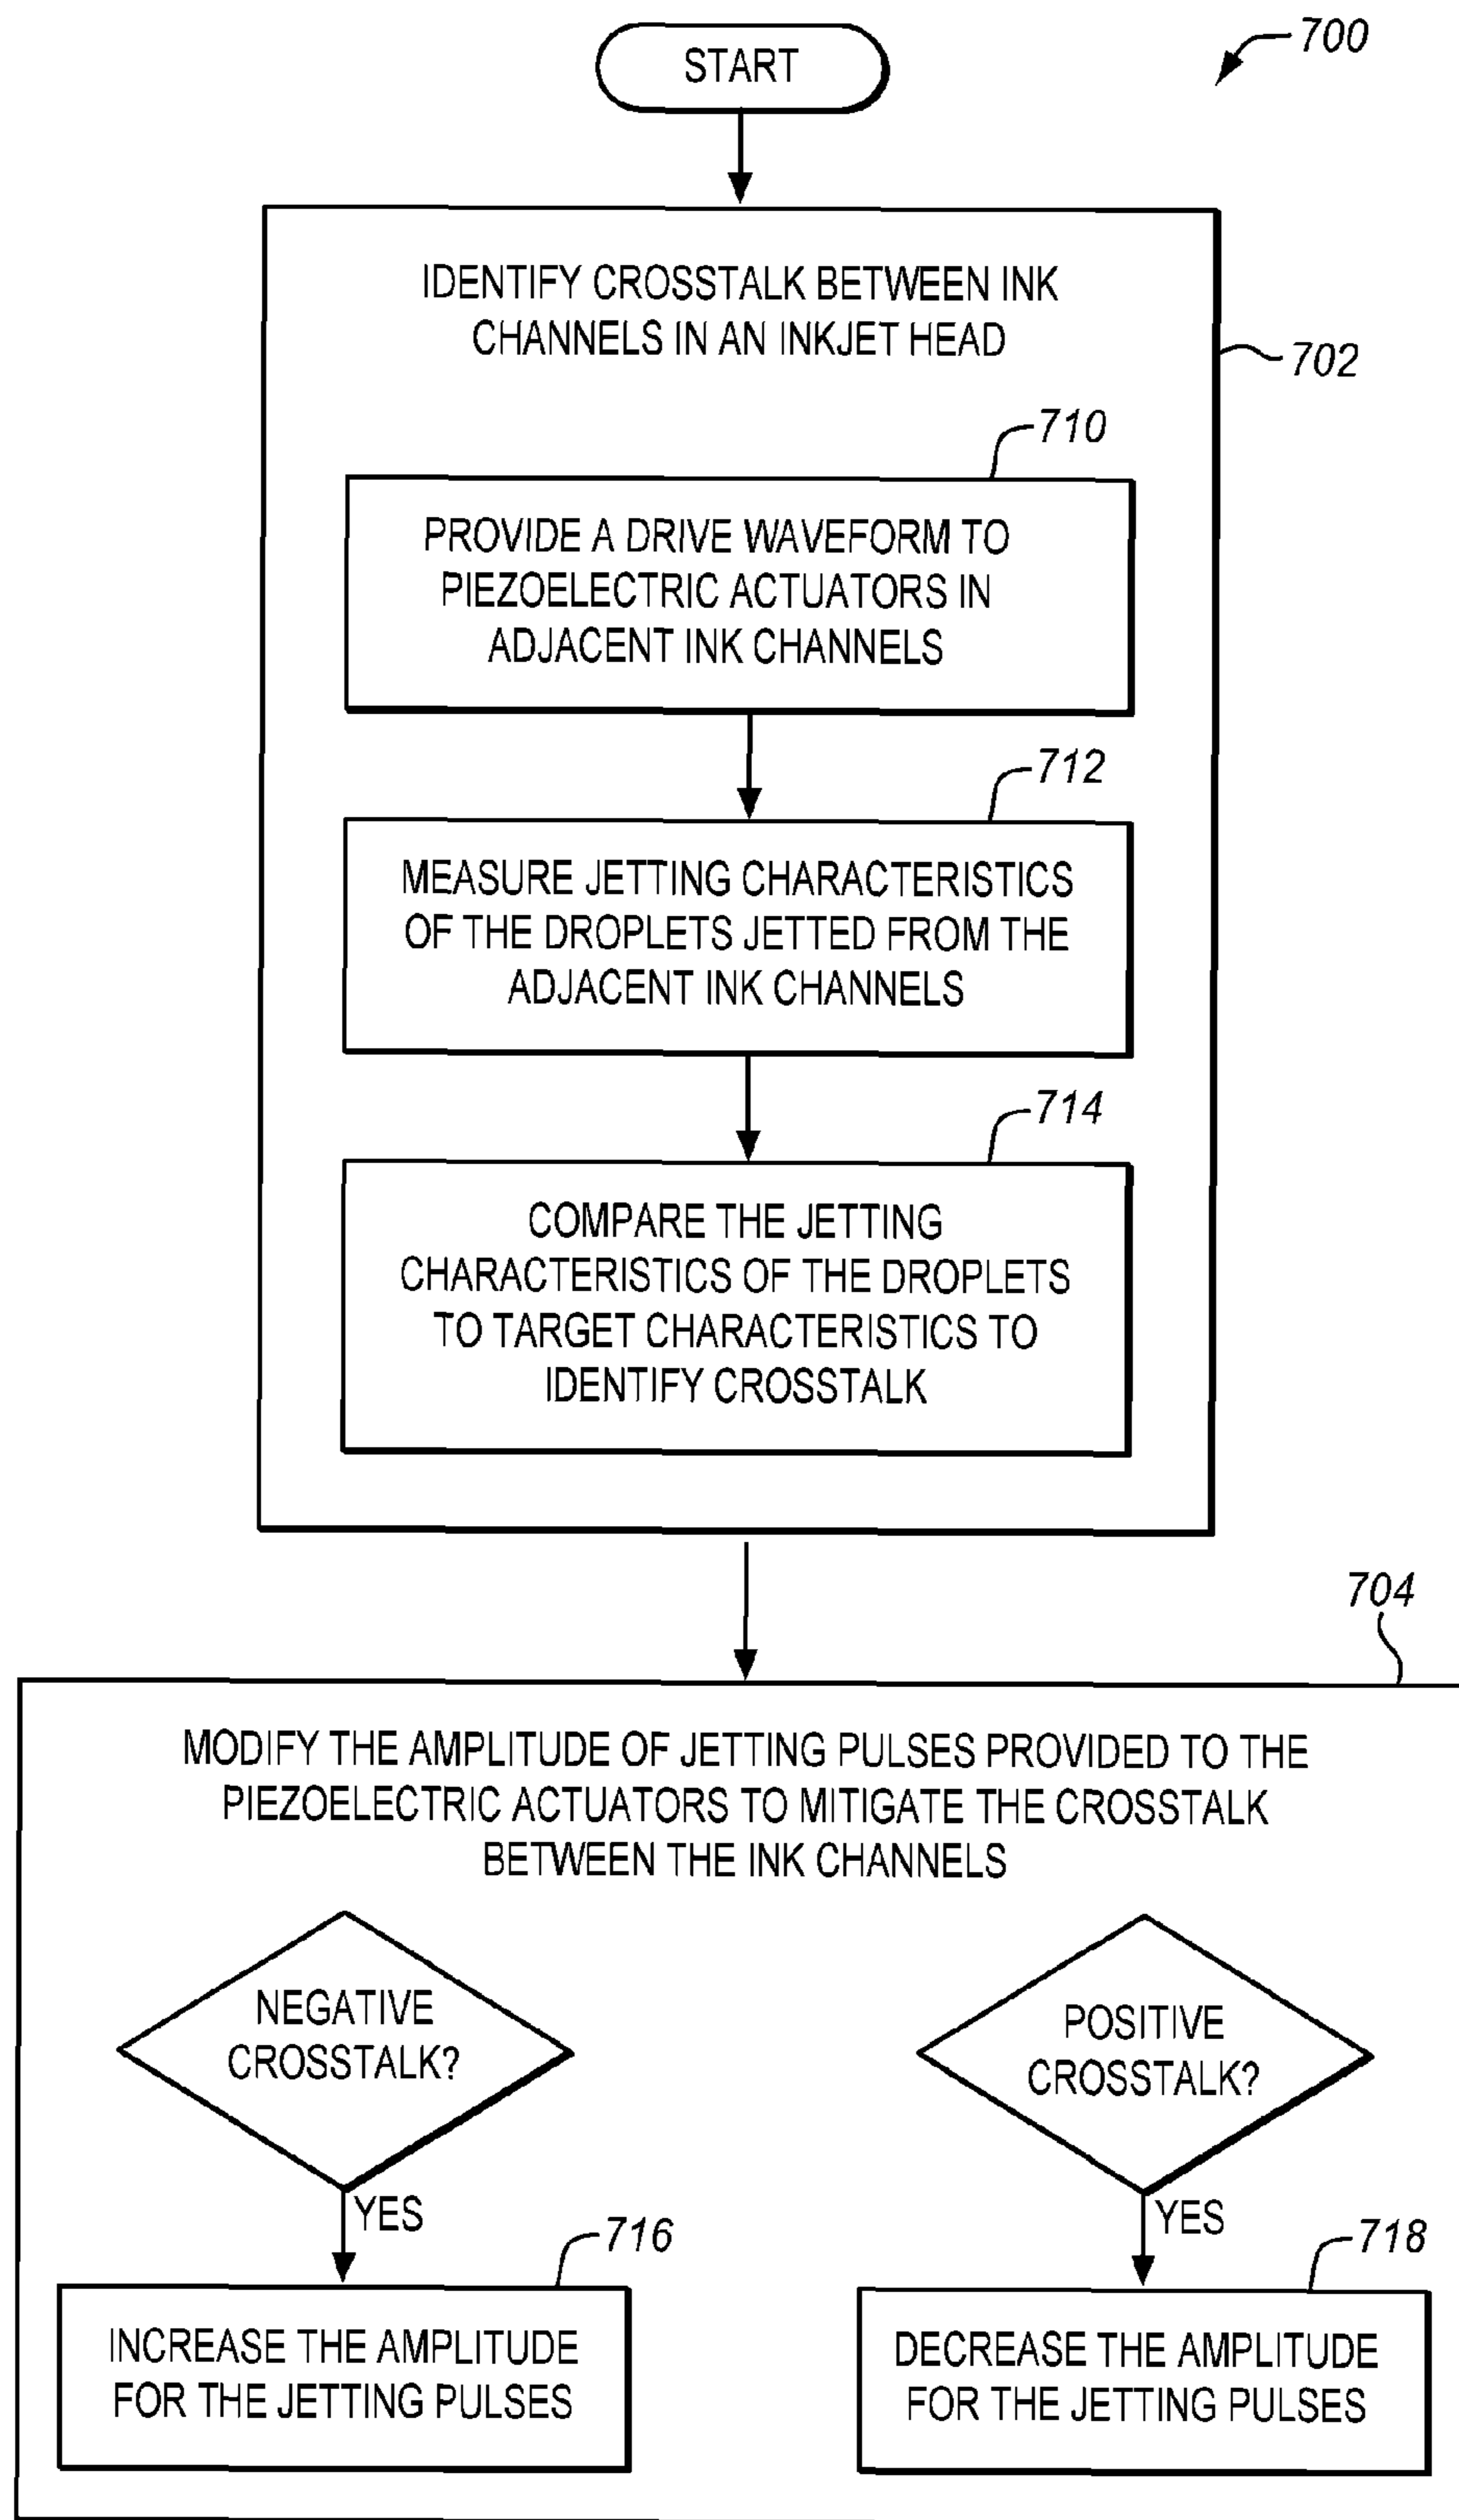 START
700
IDENTIFY CROSSTALK BETWEEN INK
CHANNELS IN AN INKJET HEAD
702
710
PROVIDE A DRIVE WAVEFORM TO
PIEZOELECTRIC ACTUATORS IN
ADJACENT INK CHANNELS
712
MEASURE JETTING CHARACTERISTICS
OF THE DROPLETS JETTED FROM THE
ADJACENT INK CHANNELS
714
COMPARE THE JETTING
CHARACTERISTICS OF THE DROPLETS
TO TARGET CHARACTERISTICS TO
IDENTIFY CROSSTALK
704
MODIFY THE AMPLITUDE OF JETTING PULSES PROVIDED TO THE
PIEZOELECTRIC ACTUATORS TO MITIGATE THE CROSSTALK
BETWEEN THE INK CHANNELS
NEGATIVE
CROSSTALK?
YES
716
INCREASE THE AMPLITUDE
FOR THE JETTING PULSES
POSITIVE
CROSSTALK?
YES
718
DECREASE THE AMPLITUDE
FOR THE JETTING PULSES